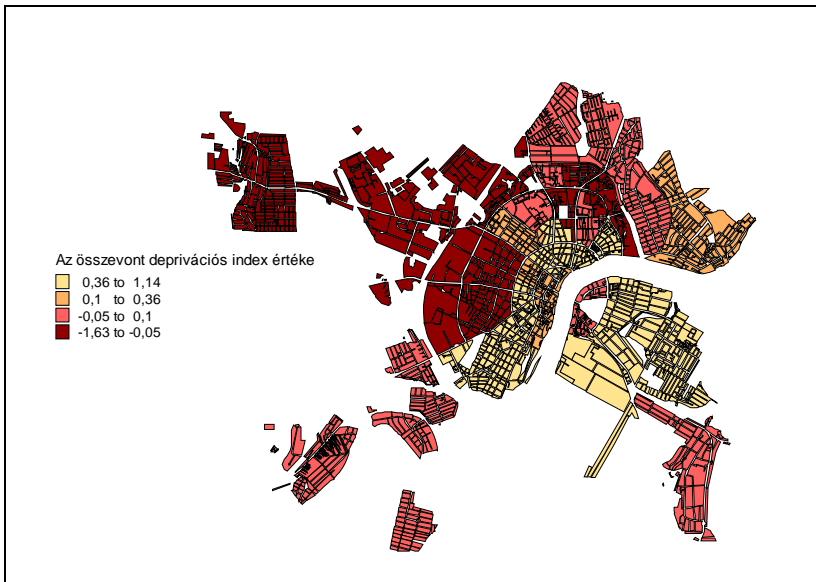 Az összevont deprivációs index értéke
0,36 to 1,14
0,1 to 0,36
-0,05 to 0,1
-1,63 to -0,05